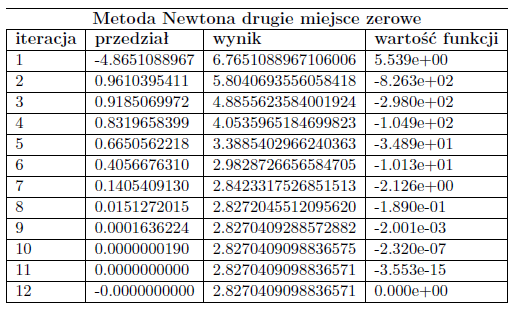 Metoda Newtona drugie miejsce zerowe
iteracja przedział wynik wartość funkcji
1 -4.8651088967 6.7651088967106006 5.539e+00
2 0.9610395411 5.8040693556058418 -8.263e+02
3 0.9185069972 4.8855623584001924 -2.980e+02
4 0.8319658399 4.0535965184699823 -1.049e+02
5 0.6650562218 3.3885402966240363 -3.489e+01
6 0.4056676310 2.9828726656584705 -1.013e+01
7 0.1405409130 2.8423317526851513 -2.126e+00
8 0.0151272015 2.8272045512095620 -1.890e-01
9 0.0001636224 2.8270409288572882 -2.001e-03
10 0.0000000190 2.8270409098836575 -2.320e-07
11 0.0000000000 2.8270409098836571 -3.553e-15
12 -0.0000000000 2.8270409098836571 0.000e+00